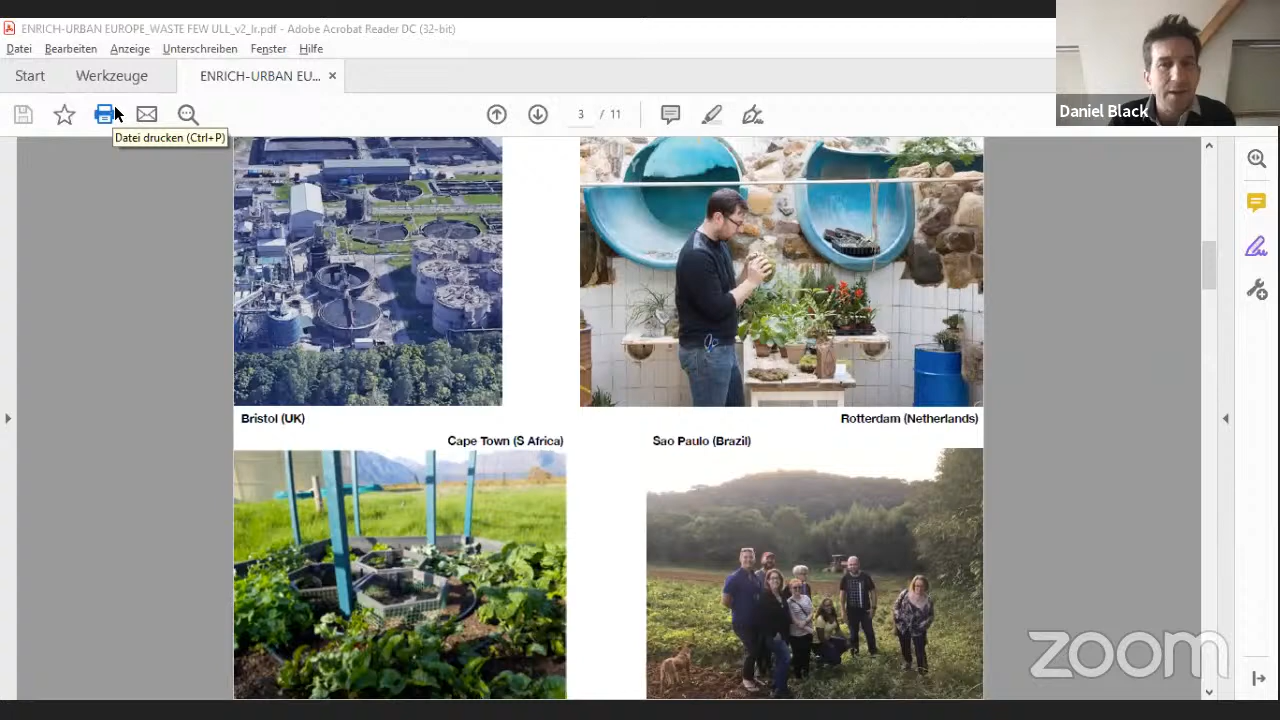 ENRICH-URBAN EUROPE_WASTE FEW ULL_v2_lr.pdf - Adobe Acrobat Reader DC (32-bit)
Datei Bearbeiten Anzeige Unterschreiben Fenster Hilfe
Start Werkzeuge ENRICH-URBAN EU... ×
3 / 11
Datei drucken (Ctrl+P)
Daniel Black
Bristol (UK)
Rotterdam (Netherlands)
Cape Town (S Africa)
Sao Paulo (Brazil)
zoom